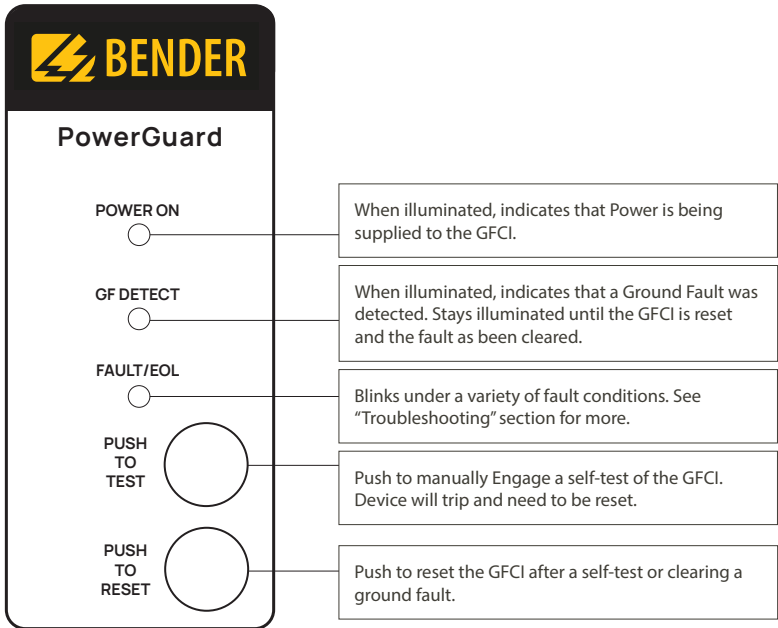 BENDER
PowerGuard
POWER ON
When illuminated, indicates that Power is being
supplied to the GFCI.
GF DETECT
When illuminated, indicates that a Ground Fault was
detected. Stays illuminated until the GFCI is reset
and the fault as been cleared.
FAULT/EOL
Blinks under a variety of fault conditions. See
“Troubleshooting” section for more.
PUSH
TO
TEST
Push to manually Engage a self-test of the GFCI.
Device will trip and need to be reset.
PUSH
TO
RESET
Push to reset the GFCI after a self-test or clearing a
ground fault.